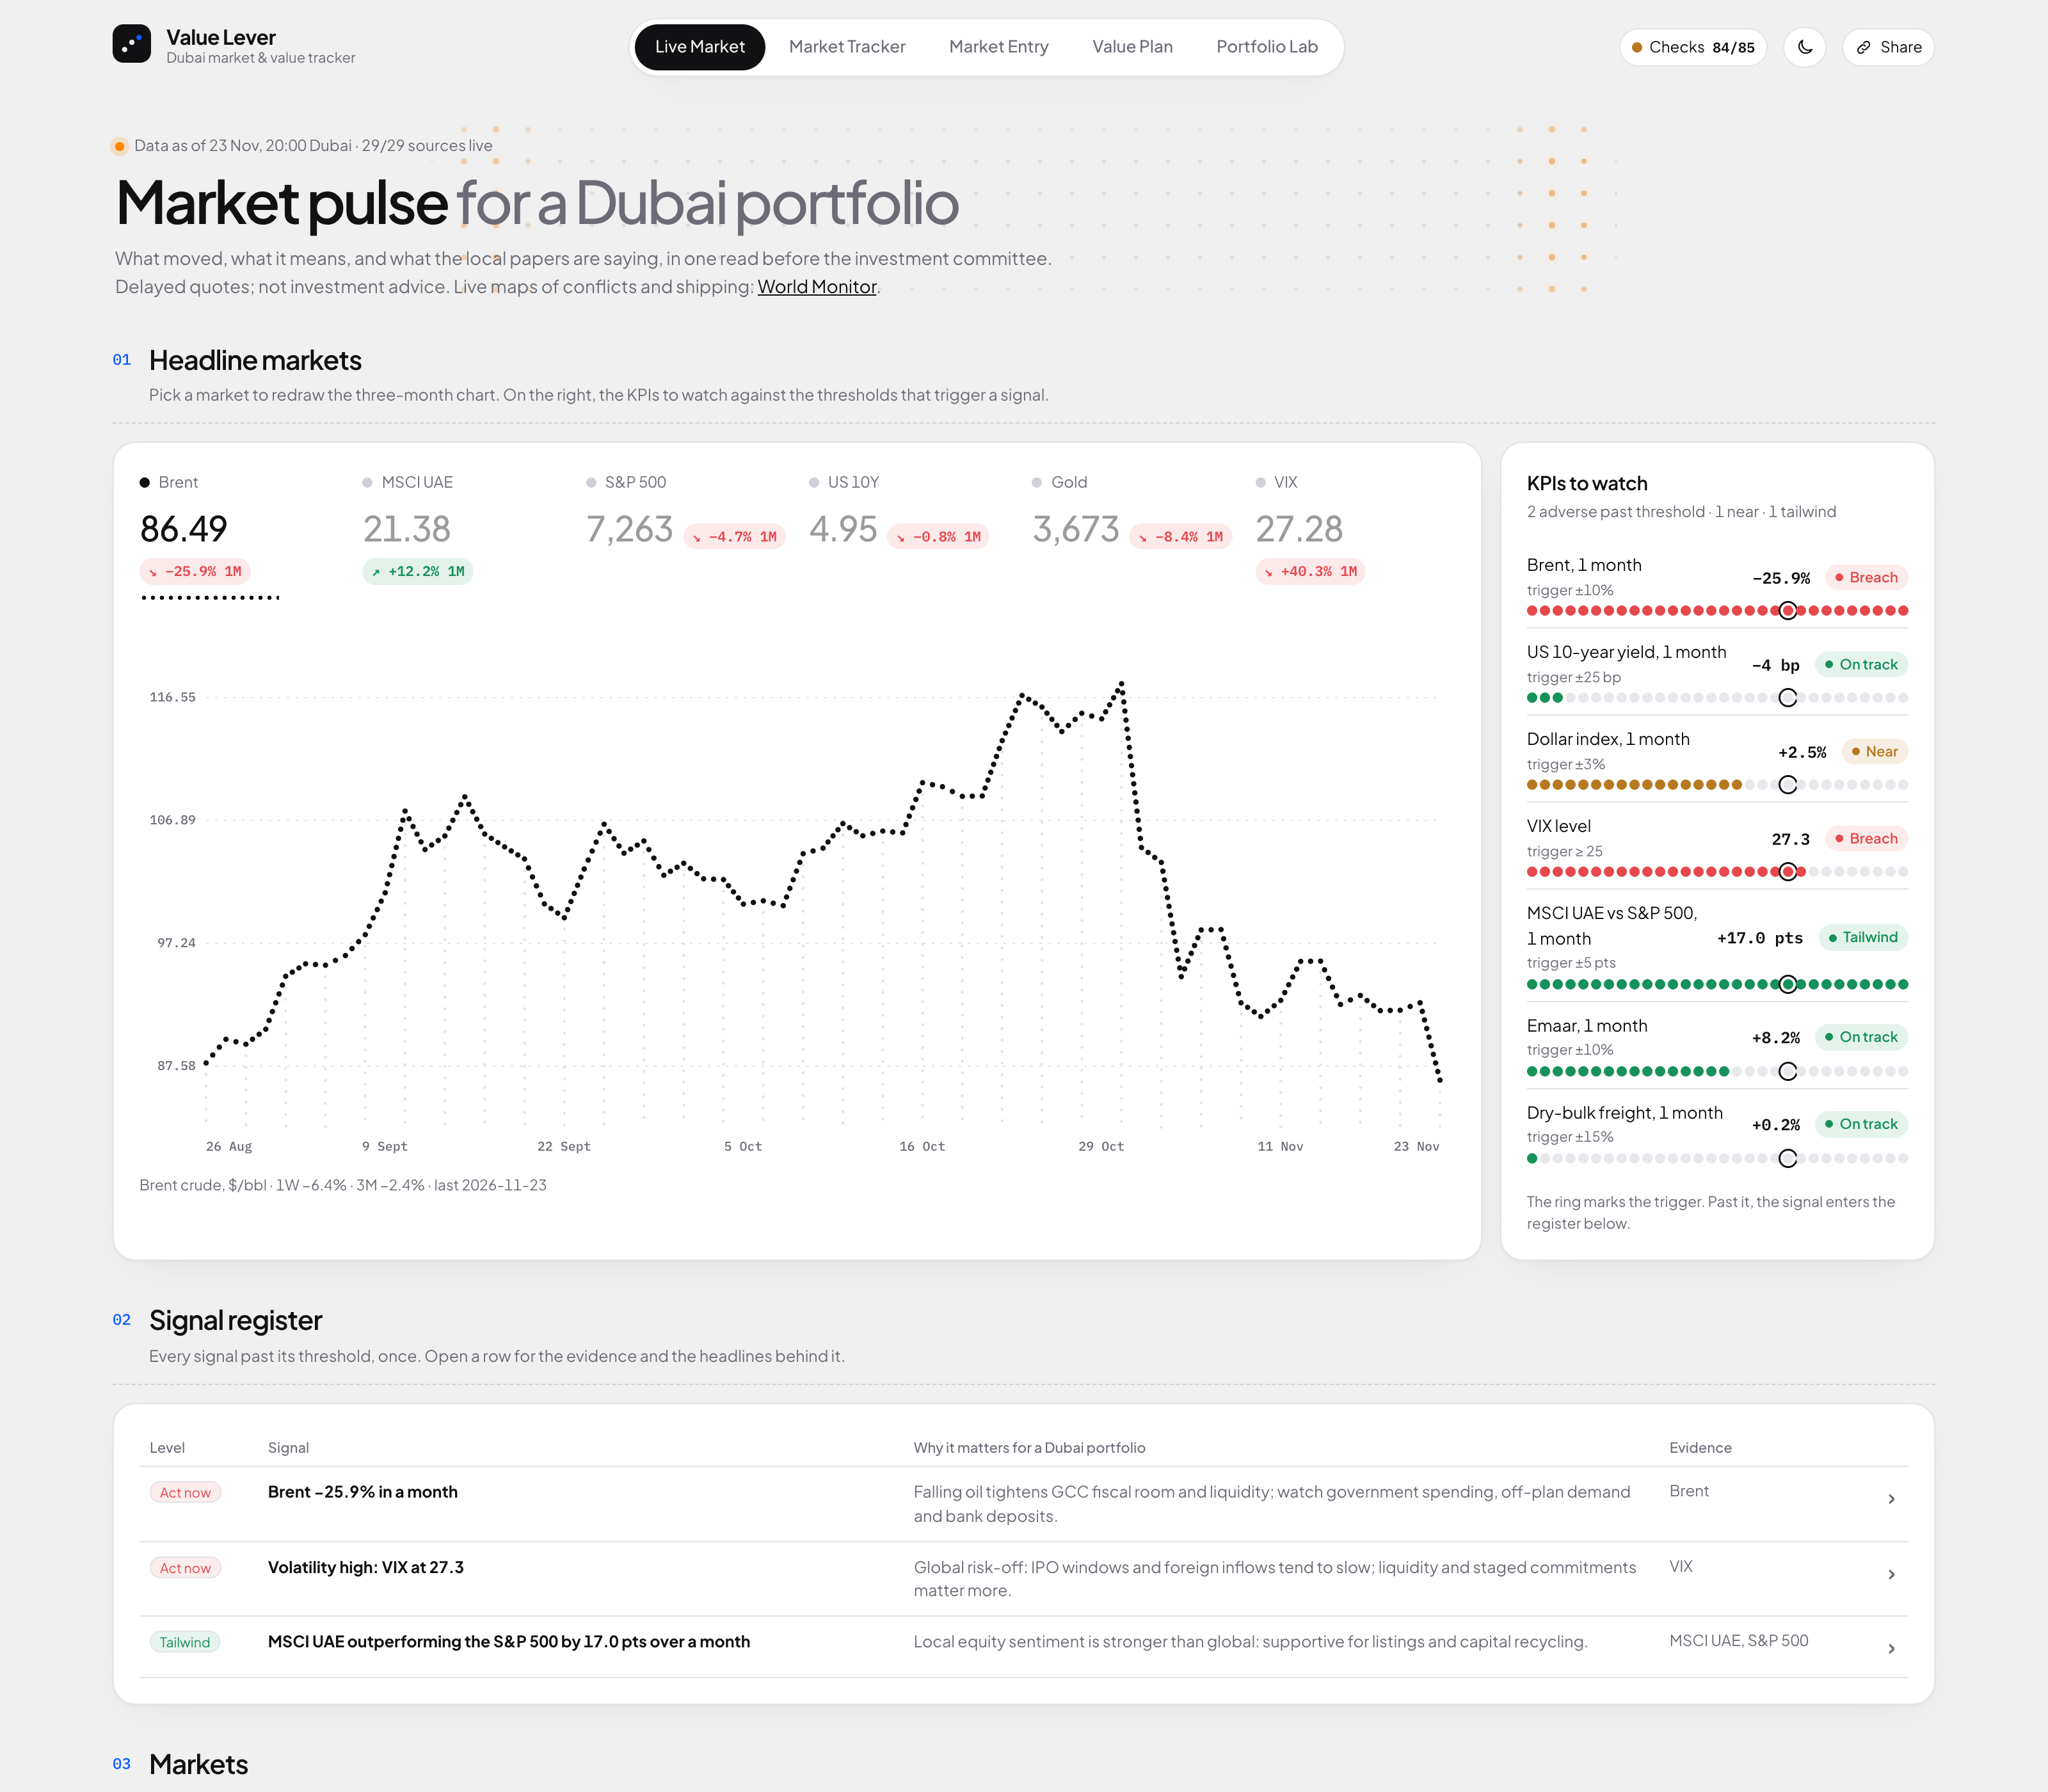 Value Lever
Dubai market & value tracker
Live Market
Market Tracker
Market Entry
Value Plan
Portfolio Lab
Checks 84/85
Share
Data as of 23 Nov, 20:00 Dubai · 29/29 sources live
Market pulse for a Dubai portfolio
What moved, what it means, and what the local papers are saying, in one read before the investment committee.
Delayed quotes; not investment advice. Live maps of conflicts and shipping: World Monitor.
01 Headline markets
Pick a market to redraw the three-month chart. On the right, the KPIs to watch against the thresholds that trigger a signal.
Brent
86.49
↘ −25.9% 1M
MSCI UAE
21.38
↗ +12.2% 1M
S&P 500
7,263 ↘ −4.7% 1M
US 10Y
4.95 ↘ −0.8% 1M
Gold
3,673 ↘ −8.4% 1M
VIX
27.28
↘ +40.3% 1M
116.55
106.89
97.24
87.58
26 Aug 9 Sept 22 Sept 5 Oct 16 Oct 29 Oct 11 Nov 23 Nov
Brent crude, $/bbl · 1W −6.4% · 3M −2.4% · last 2026-11-23
KPIs to watch
2 adverse past threshold · 1 near · 1 tailwind
Brent, 1 month
trigger ±10%
−25.9% Breach
US 10-year yield, 1 month
trigger ±25 bp
−4 bp On track
Dollar index, 1 month
trigger ±3%
+2.5% Near
VIX level
trigger ≥ 25
27.3 Breach
MSCI UAE vs S&P 500,
1 month
trigger ±5 pts
+17.0 pts Tailwind
Emaar, 1 month
trigger ±10%
+8.2% On track
Dry-bulk freight, 1 month
trigger ±15%
+0.2% On track
The ring marks the trigger. Past it, the signal enters the
register below.
02 Signal register
Every signal past its threshold, once. Open a row for the evidence and the headlines behind it.
Level Signal Why it matters for a Dubai portfolio Evidence
Act now Brent −25.9% in a month
Falling oil tightens GCC fiscal room and liquidity; watch government spending, off-plan demand
and bank deposits.
Brent
Act now Volatility high: VIX at 27.3
Global risk-off: IPO windows and foreign inflows tend to slow; liquidity and staged commitments
matter more.
VIX
Tailwind MSCI UAE outperforming the S&P 500 by 17.0 pts over a month
Local equity sentiment is stronger than global: supportive for listings and capital recycling.
MSCI UAE, S&P 500
03 Markets